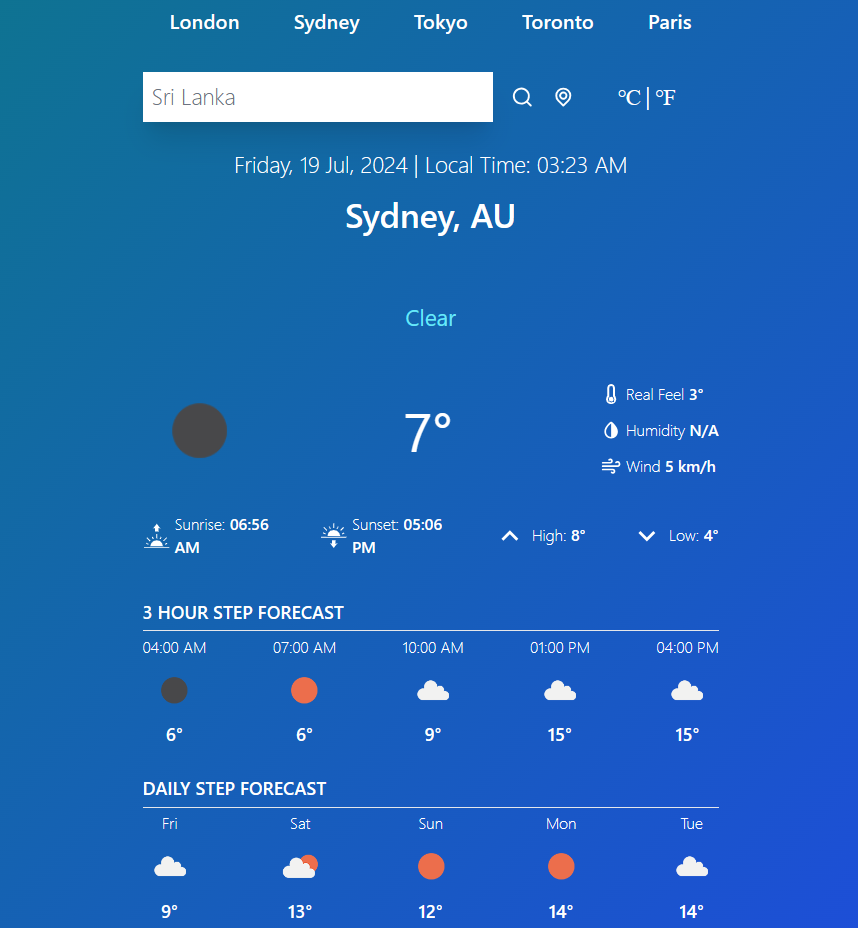 London Sydney Tokyo Toronto Paris
Sri Lanka
°C | °F
Friday, 19 Jul, 2024 | Local Time: 03:23 AM
Sydney, AU
Clear
7°
Real Feel 3°
Humidity N/A
Wind 5 km/h
Sunrise: 06:56
AM
Sunset: 05:06
PM
High: 8°
Low: 4°
3 HOUR STEP FORECAST
04:00 AM 07:00 AM 10:00 AM 01:00 PM 04:00 PM
6° 6° 9° 15° 15°
DAILY STEP FORECAST
Fri Sat Sun Mon Tue
9° 13° 12° 14° 14°